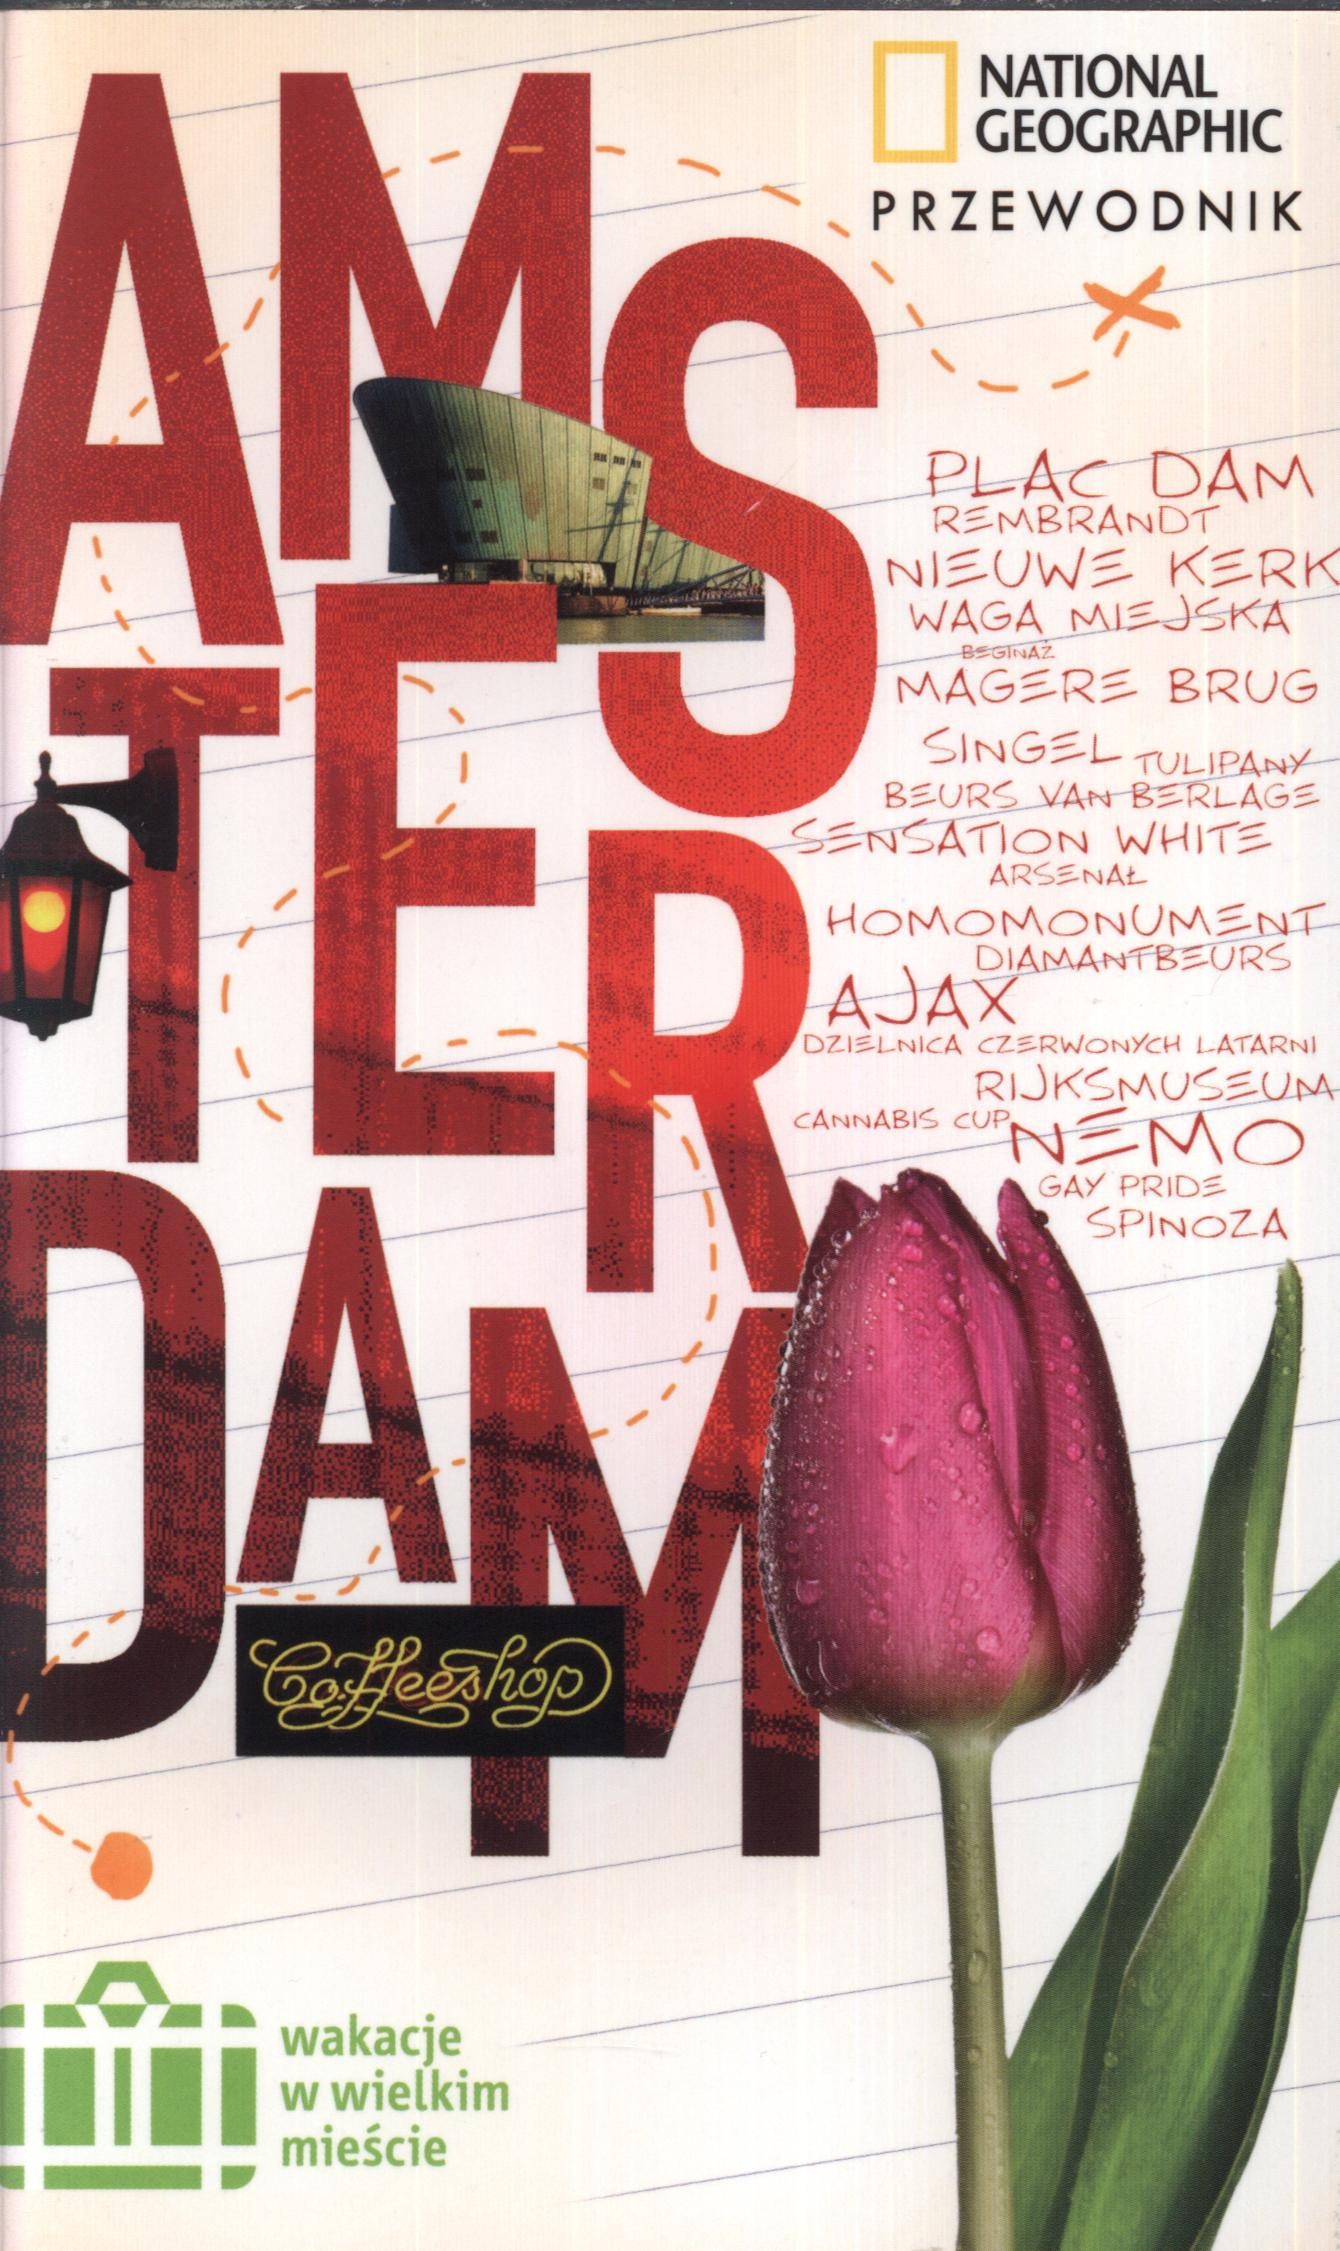 NATIONAL
GEOGRAPHIC
PRZEWODNIK
AMS
TER
DAM
PLAC DAM
REMBRANDT
NIEUWE KERK
WAGA MIEJSKA
BEGINAŻ
MAGERE BRUG
SINGEL TULIPANY
BEURS VAN BERLAGE
SENSATION WHITE
ARSENAŁ
HOMOMONUMENT
DIAMANTBEURS
AJAX
DZIELNICA CZERWONYCH LATARNI
RIJKSMUSEUM
CANNABIS CUP NEMO
GAY PRIDE
SPINOZA
Coffeeshop
wakacje
w wielkim
mieście